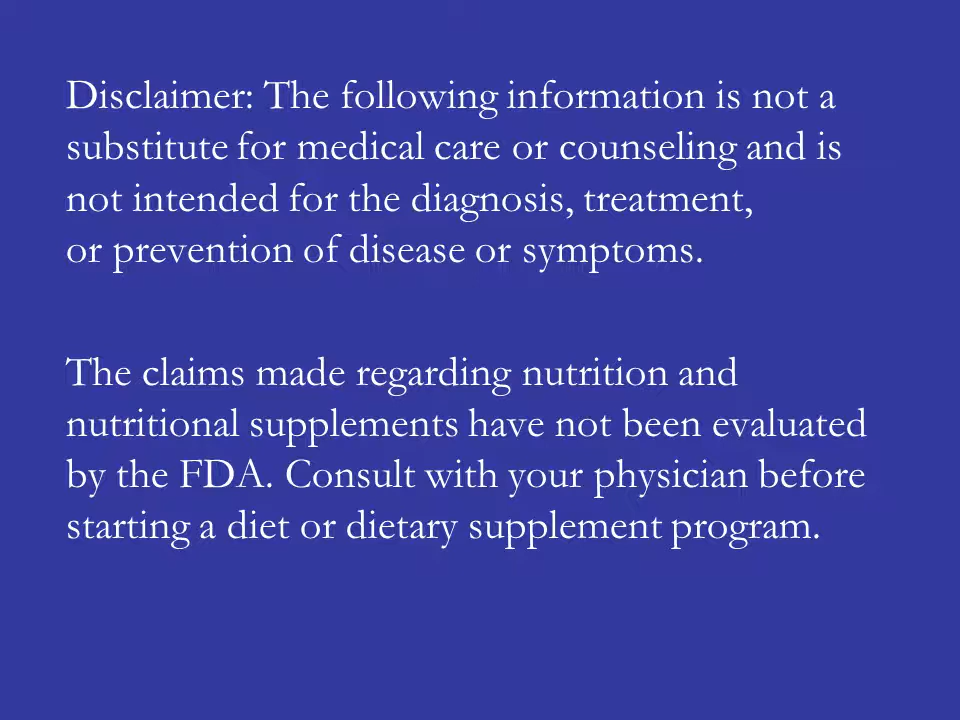 Disclaimer: The following information is not a
substitute for medical care or counseling and is
not intended for the diagnosis, treatment,
or prevention of disease or symptoms.
The claims made regarding nutrition and
nutritional supplements have not been evaluated
by the FDA. Consult with your physician before
starting a diet or dietary supplement program.